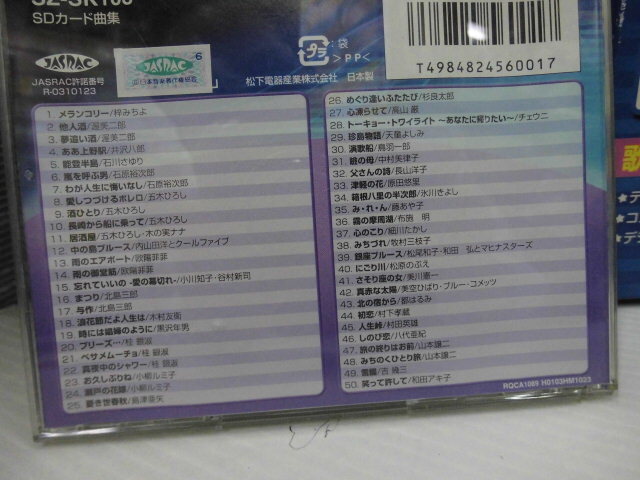 SZ-SK100
SDカード曲集
JASRAC
JASRAC許諾番号
R-0310123
6
JASRAC
プラ
:袋
>PP<
松下電器産業株式会社 日本製
T4984824560017
1. メランコリー/梓みちよ
2. 他人酒/渥美二郎
3. 夢追い酒/渥美二郎
4. ああ上野駅/井沢八郎
5. 能登半島/石川さゆり
6. 嵐を呼ぶ男/石原裕次郎
7. わが人生に悔いなし/石原裕次郎
8. 愛しつづけるボレロ/五木ひろし
9. 酒ひとり/五木ひろし
10. 長崎から船に乗って/五木ひろし
11. 居酒屋/五木ひろし・木の実ナナ
12. 中の島ブルース/内山田洋とクールファイブ
13. 雨のエアポート/欧陽菲菲
14. 雨の御堂筋/欧陽菲菲
15. 忘れていいの -愛の幕切れ-/小川知子・谷村新司
16. まつり/北島三郎
17. 与作/北島三郎
18. 浪花節だよ人生は/木村友衛
19. 時には娼婦のように/黒沢年男
20. プリーズ…/桂 銀淑
21. ベサメムーチョ/桂 銀淑
22. 真夜中のシャワー/桂 銀淑
23. お久しぶりね/小柳ルミ子
24. 瀬戸の花嫁/小柳ルミ子
25. 憂き世春秋/島津亜矢
26. めぐり逢いふたたび/杉良太郎
27. 心凍らせて/高山 厳
28. トーキョー・トワイライト ～あなたに帰りたい～/チェウニ
29. 珍島物語/天童よしみ
30. 演歌船/鳥羽一郎
31. 瞼の母/中村美律子
32. 父さんの詩/長山洋子
33. 津軽の花/原田悠里
34. 箱根八里の半次郎/氷川きよし
35. み・れ・ん/藤あや子
36. 霧の摩周湖/布施 明
37. 心のこり/細川たかし
38. みちづれ/牧村三枝子
39. 銀座ブルース/松尾和子・和田 弘とマヒナスターズ
40. にごり川/松原のぶえ
41. さそり座の女/美川憲一
42. 真赤な太陽/美空ひばり・ブルー・コメッツ
43. 北の宿から/都はるみ
44. 初恋/村下孝蔵
45. 人生峠/村田英雄
46. しのび恋/八代亜紀
47. 旅の終りはお前/山本譲二
48. みちのくひとり旅/山本譲二
49. 雪國/吉 幾三
50. 笑って許して/和田アキ子
RQCA1089 H0103HM1023